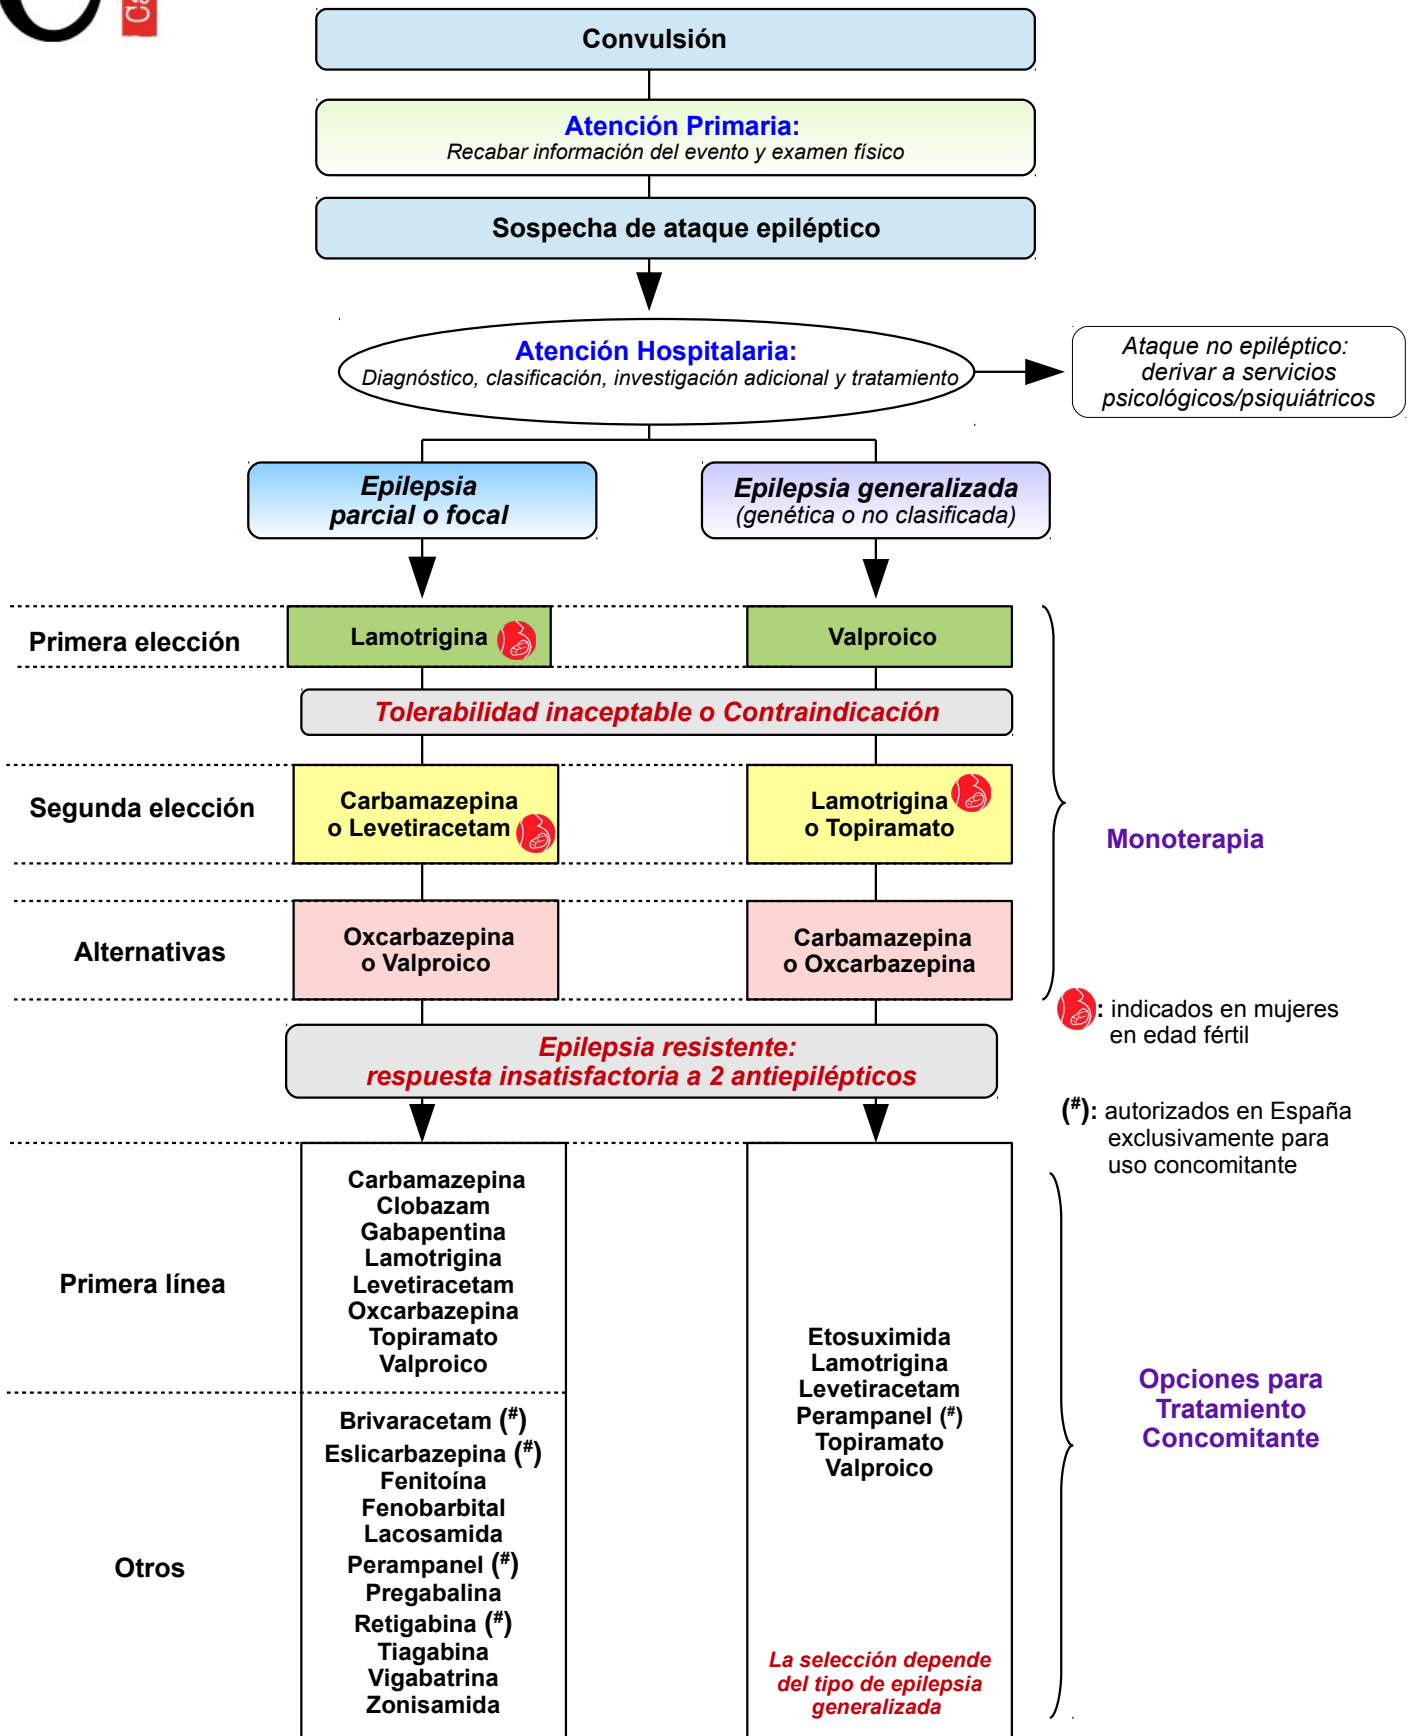 Ca
Convulsión
Atención Primaria:
Recabar información del evento y examen físico
Sospecha de ataque epiléptico
Atención Hospitalaria:
Diagnóstico, clasificación, investigación adicional y tratamiento
Ataque no epiléptico:
derivar a servicios
psicológicos/psiquiátricos
Epilepsia
parcial o focal
Epilepsia generalizada
(genética o no clasificada)
Primera elección
Lamotrigina
Valproico
Tolerabilidad inaceptable o Contraindicación
Segunda elección
Carbamazepina
o Levetiracetam
Lamotrigina
o Topiramato
Monoterapia
Alternativas
Oxcarbazepina
o Valproico
Carbamazepina
o Oxcarbazepina
: indicados en mujeres
en edad fértil
Epilepsia resistente:
respuesta insatisfactoria a 2 antiepilépticos
(#): autorizados en España
exclusivamente para
uso concomitante
Primera línea
Carbamazepina
Clobazam
Gabapentina
Lamotrigina
Levetiracetam
Oxcarbazepina
Topiramato
Valproico
Otros
Brivaracetam (#)
Eslicarbazepina (#)
Fenitoína
Fenobarbital
Lacosamida
Perampanel (#)
Pregabalina
Retigabina (#)
Tiagabina
Vigabatrina
Zonisamida
Etosuximida
Lamotrigina
Levetiracetam
Perampanel (#)
Topiramato
Valproico
La selección depende
del tipo de epilepsia
generalizada
Opciones para
Tratamiento
Concomitante